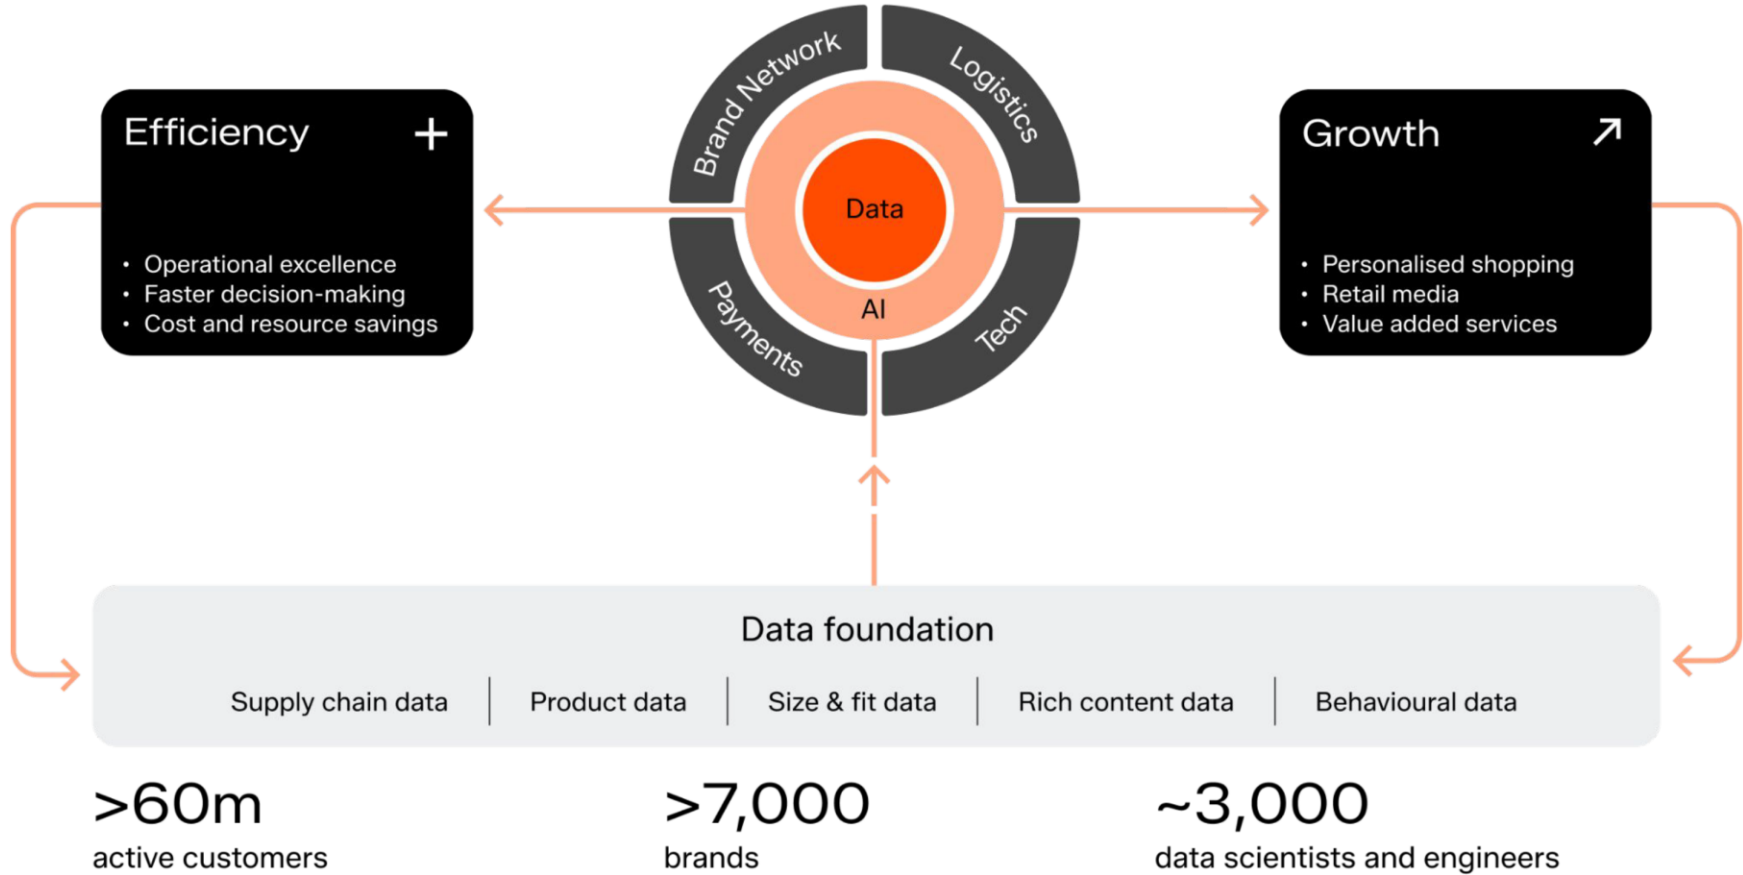 Brand Network
Logistics
Efficiency
• Operational excellence
• Faster decision-making
• Cost and resource savings
Data
AI
Payments
Tech
Growth
• Personalised shopping
• Retail media
• Value added services
Data foundation
Supply chain data
Product data
Size & fit data
Rich content data
Behavioural data
>60m
active customers
>7,000
brands
~3,000
data scientists and engineers